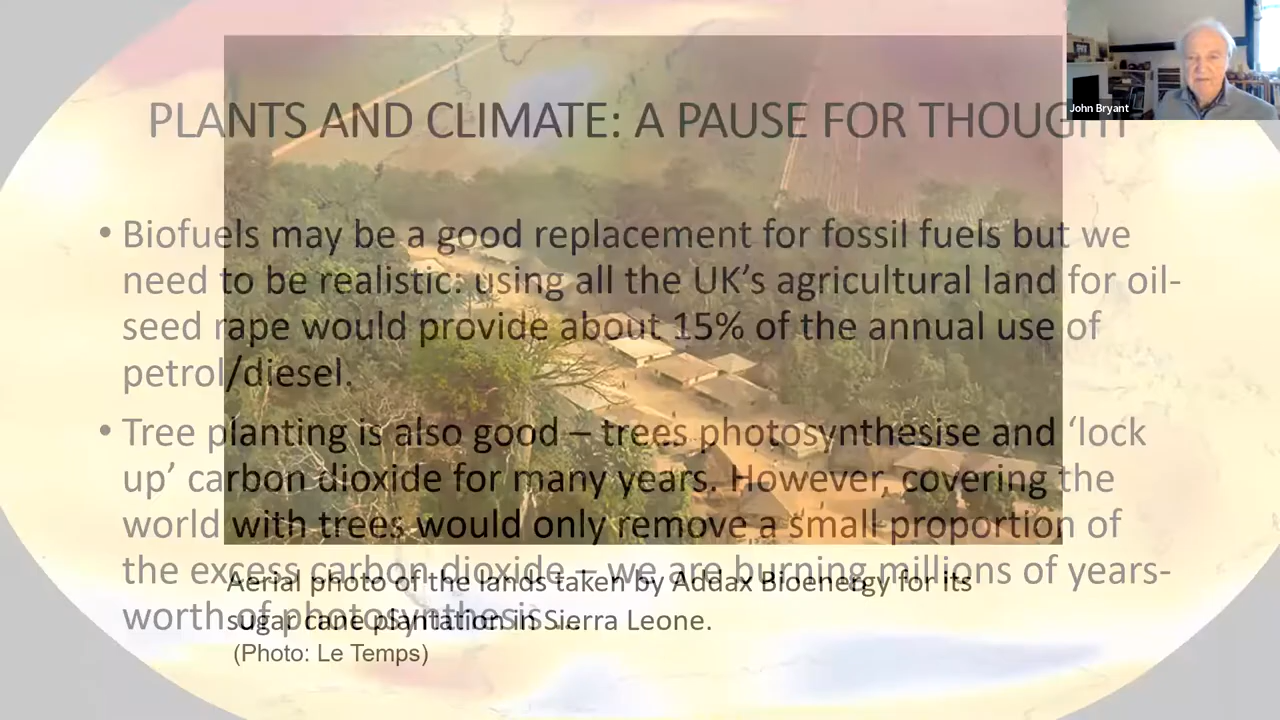 John Bryant
PLANTS AND CLIMATE: A PAUSE FOR THOUGHT
• Biofuels may be a good replacement for fossil fuels but we
need to be realistic: using all the UK’s agricultural land for oil-
seed rape would provide about 15% of the annual use of
petrol/diesel.
• Tree planting is also good – trees photosynthesise and ‘lock
up’ carbon dioxide for many years. However, covering the
world with trees would only remove a small proportion of
the excess carbon dioxide – we are burning millions of years-
worth of photosynthesis ...
Aerial photo of the lands taken by Addax Bioenergy for its
sugar cane plantation in Sierra Leone.
(Photo: Le Temps)